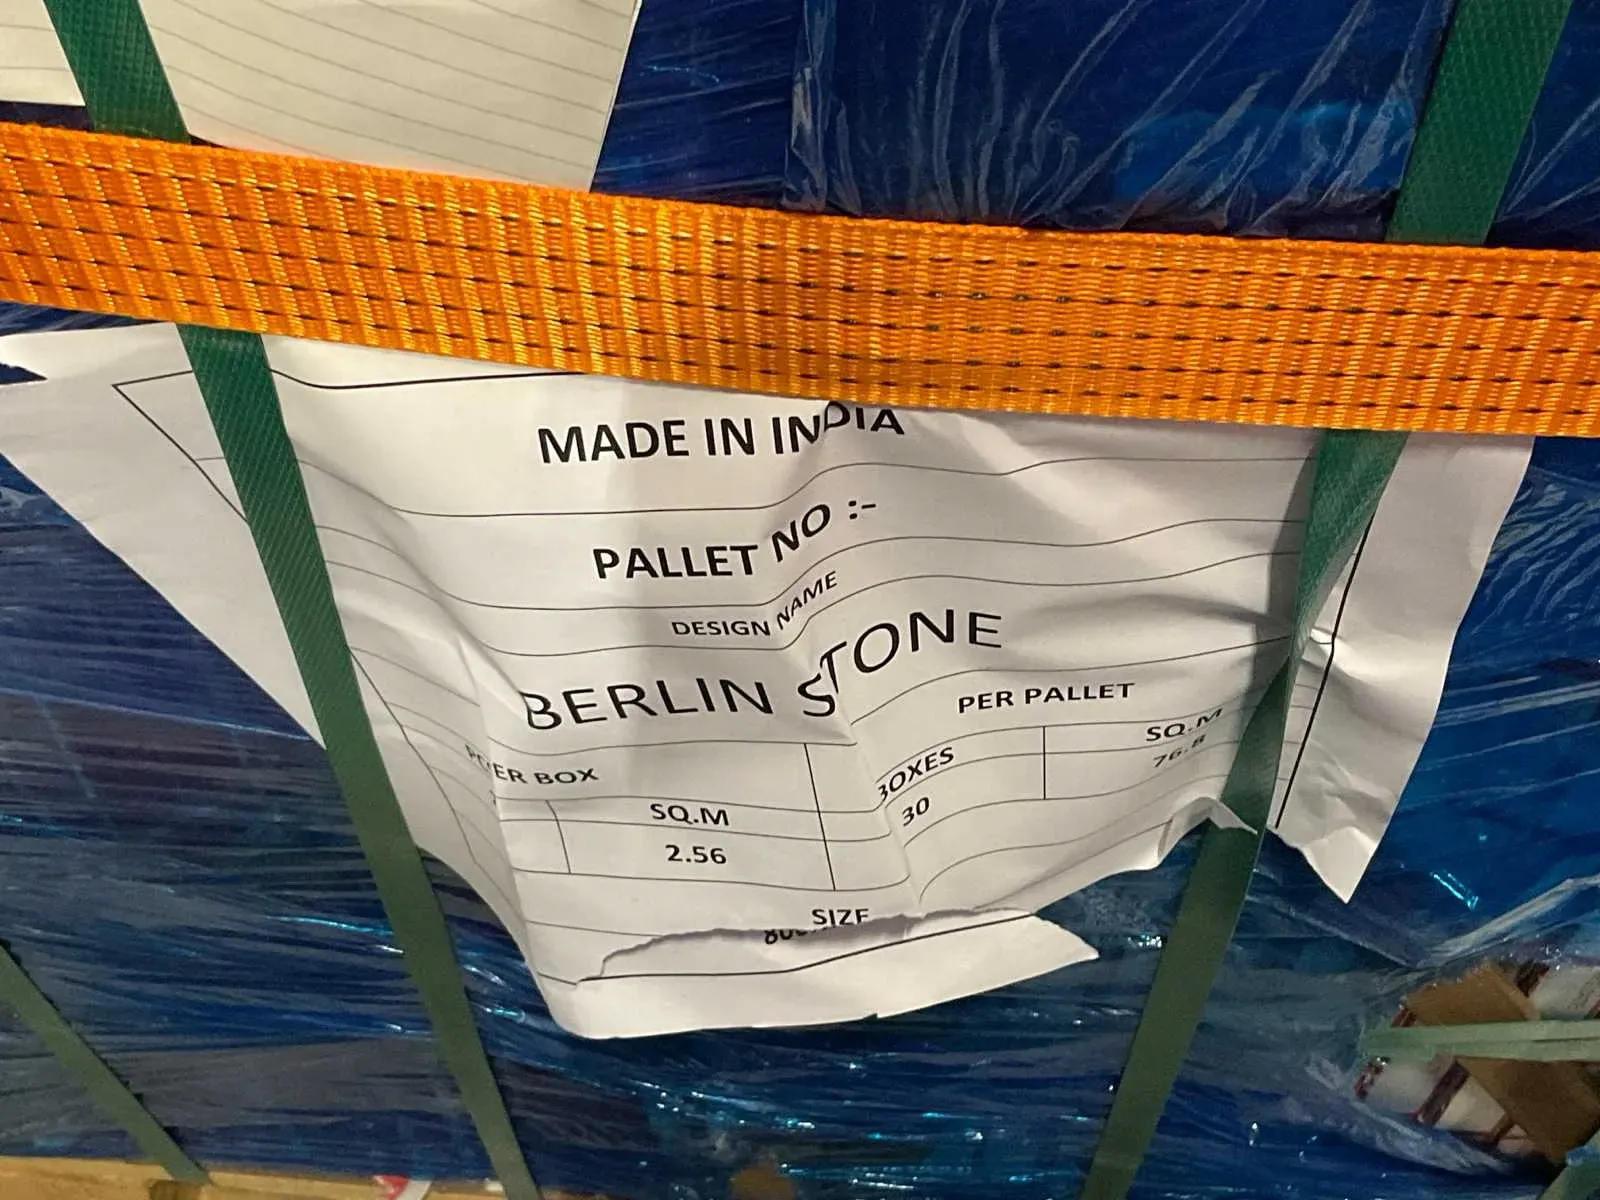 MADE IN INDIA
PALLET NO :-
DESIGN NAME
BERLIN STONE
PER BOX
PER PALLET
SQ.M
BOXES
SQ.M
2.56
30
76.8
SIZE